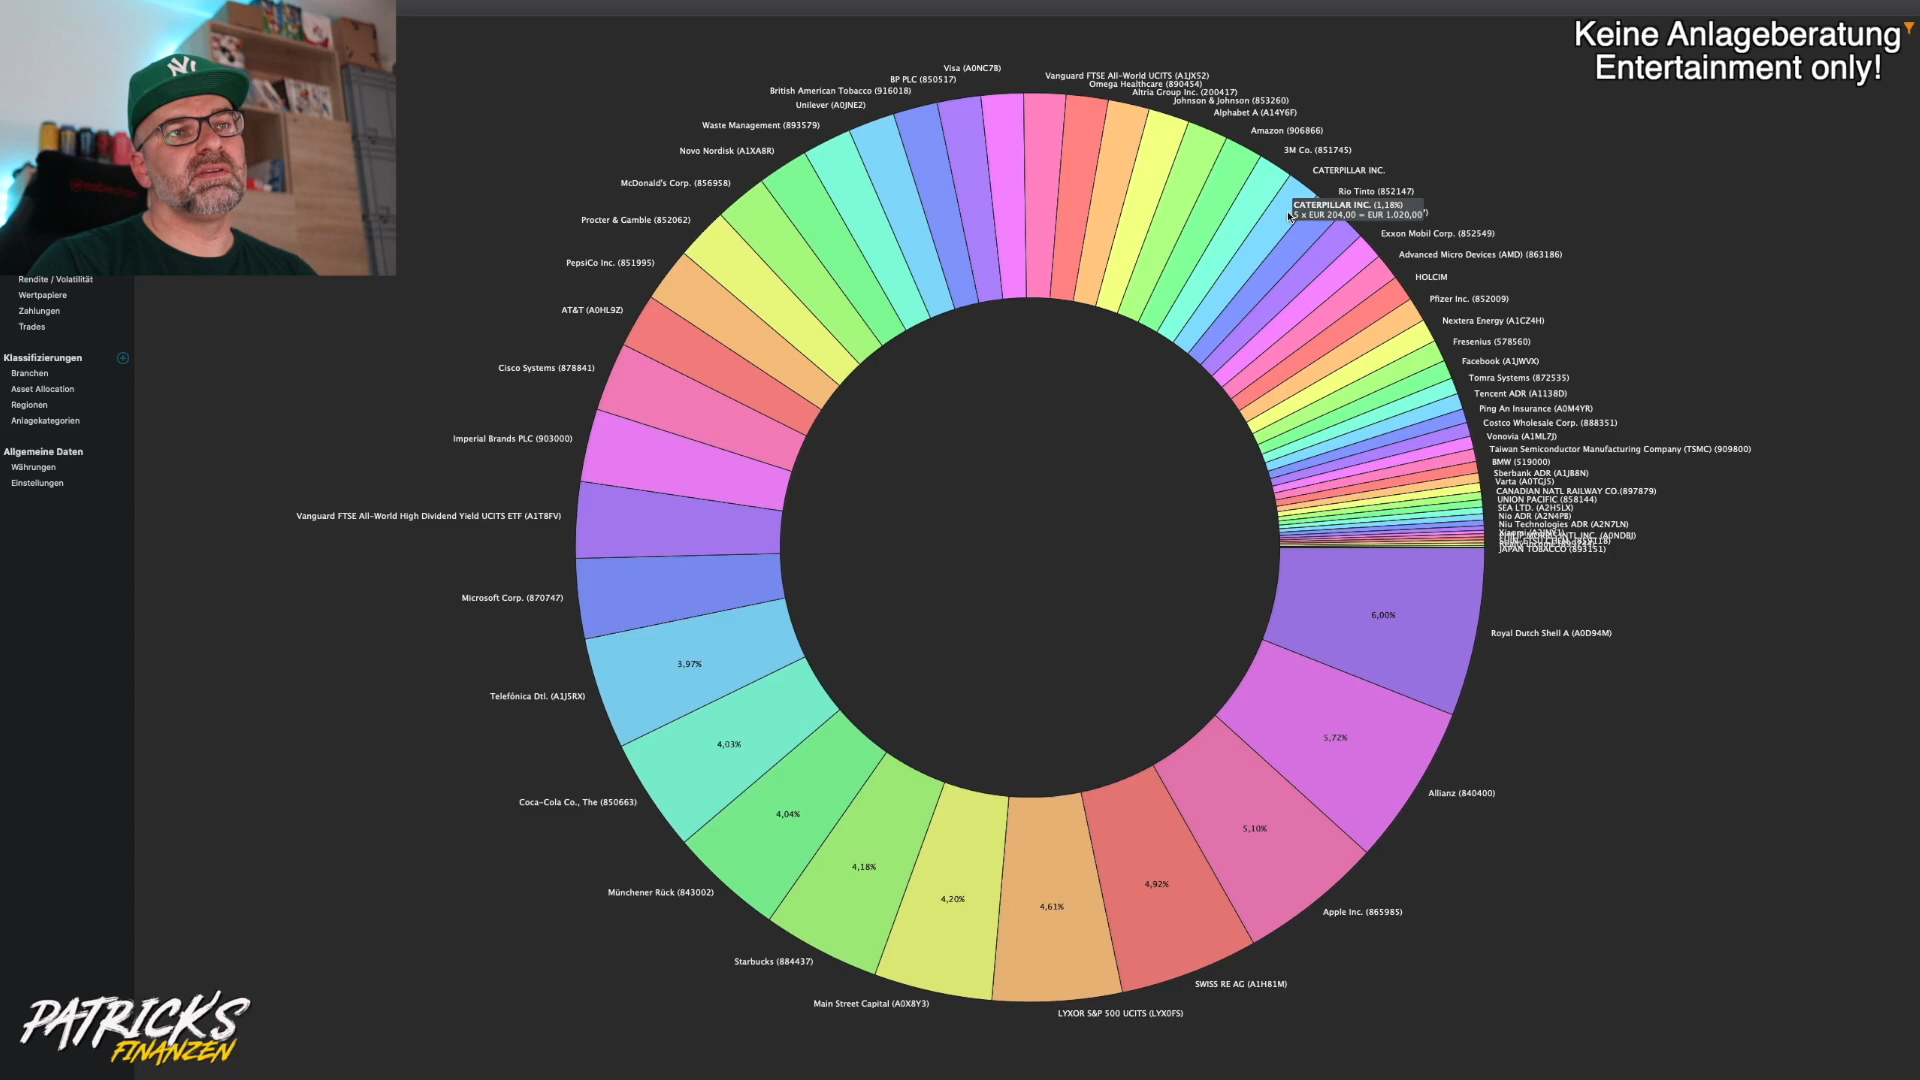 Keine Anlageberatung
Entertainment only!
Visa (A0NC7B)
BP PLC (850517)
British American Tobacco (916018)
Unilever (A0JNE2)
Waste Management (893579)
Novo Nordisk (A1XA8R)
McDonald's Corp. (856958)
Procter & Gamble (852062)
PepsiCo Inc. (851995)
AT&T (A0HL9Z)
Cisco Systems (878841)
Imperial Brands PLC (903000)
Vanguard FTSE All-World High Dividend Yield UCITS ETF (A1T8FV)
Microsoft Corp. (870747)
Telefónica Dtl. (A1J5RX)
Coca-Cola Co., The (850663)
Münchener Rück (843002)
Starbucks (884437)
Main Street Capital (A0X8Y3)
LYXOR S&P 500 UCITS (LYX0FS)
SWISS RE AG (A1H81M)
Apple Inc. (865985)
Allianz (840400)
Royal Dutch Shell A (A0D94M)
Vanguard FTSE All-World UCITS (A1JX52)
Omega Healthcare (890454)
Altria Group Inc. (200417)
Johnson & Johnson (853260)
Alphabet A (A14Y6F)
Amazon (906866)
3M Co. (851745)
CATERPILLAR INC.
Rio Tinto (852147)
CATERPILLAR INC. (1,18%)
5 x EUR 204,00 = EUR 1.020,00
Exxon Mobil Corp. (852549)
Advanced Micro Devices (AMD) (863186)
HOLCIM
Pfizer Inc. (852009)
Nextera Energy (A1CZ4H)
Fresenius (578560)
Facebook (A1JWVX)
Tomra Systems (872535)
Tencent ADR (A1138D)
Ping An Insurance (A0M4YR)
Costco Wholesale Corp. (888351)
Vonovia (A1ML7J)
Taiwan Semiconductor Manufacturing Company (TSMC) (909800)
BMW (519000)
Sberbank ADR (A1JB8N)
Varta (A0TGJ5)
CANADIAN NATL RAILWAY CO.(897879)
UNION PACIFIC (858144)
SEA LTD. (A2H5LX)
Nio ADR (A2N4PB)
Niu Technologies ADR (A2N7LN)
JAPAN TOBACCO (893151)
6,00%
5,72%
5,10%
4,92%
4,61%
4,20%
4,18%
4,04%
4,03%
3,97%
Rendite / Volatilität
Wertpapiere
Zahlungen
Trades
Klassifizierungen
Branchen
Asset Allocation
Regionen
Anlagekategorien
Allgemeine Daten
Währungen
Einstellungen
PATRICKS
FINANZEN
NY